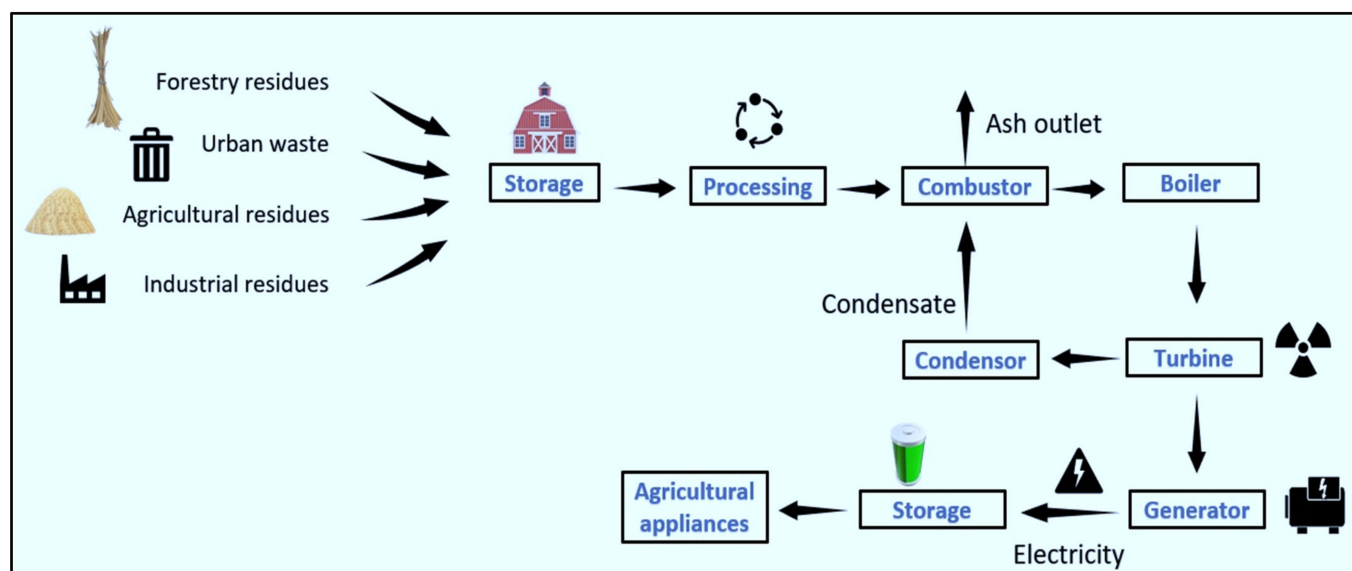 Forestry residues
Urban waste
Agricultural residues
Industrial residues
Storage
Processing
Combustor
Ash outlet
Boiler
Condensate
Condensor
Turbine
Agricultural
appliances
Storage
Generator
Electricity